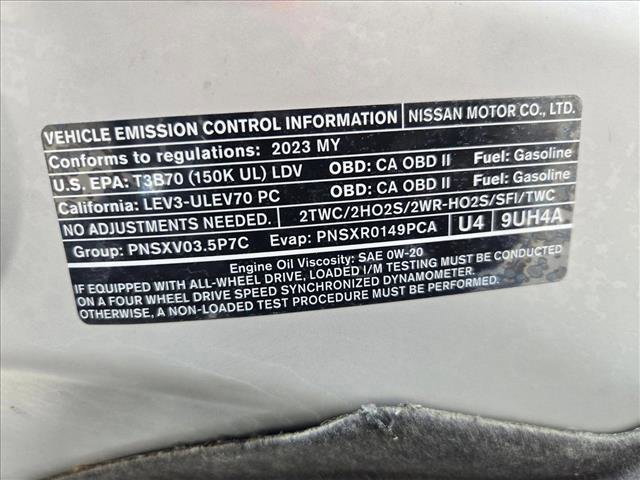 VEHICLE EMISSION CONTROL INFORMATION NISSAN MOTOR CO., LTD.
Conforms to regulations: 2023 MY
U.S. EPA: T3B70 (150K UL) LDV OBD: CA OBD II Fuel: Gasoline
California: LEV3-ULEV70 PC OBD: CA OBD II Fuel: Gasoline
NO ADJUSTMENTS NEEDED. 2TWC/2HO2S/2WR-HO2S/SFI/TWC
Group: PNSXV03.5P7C Evap: PNSXR0149PCA U4 9UH4A
Engine Oil Viscosity: SAE 0W-20
IF EQUIPPED WITH ALL-WHEEL DRIVE, LOADED I/M TESTING MUST BE CONDUCTED
ON A FOUR WHEEL DRIVE SPEED SYNCHRONIZED DYNAMOMETER.
OTHERWISE, A NON-LOADED TEST PROCEDURE MUST BE PERFORMED.